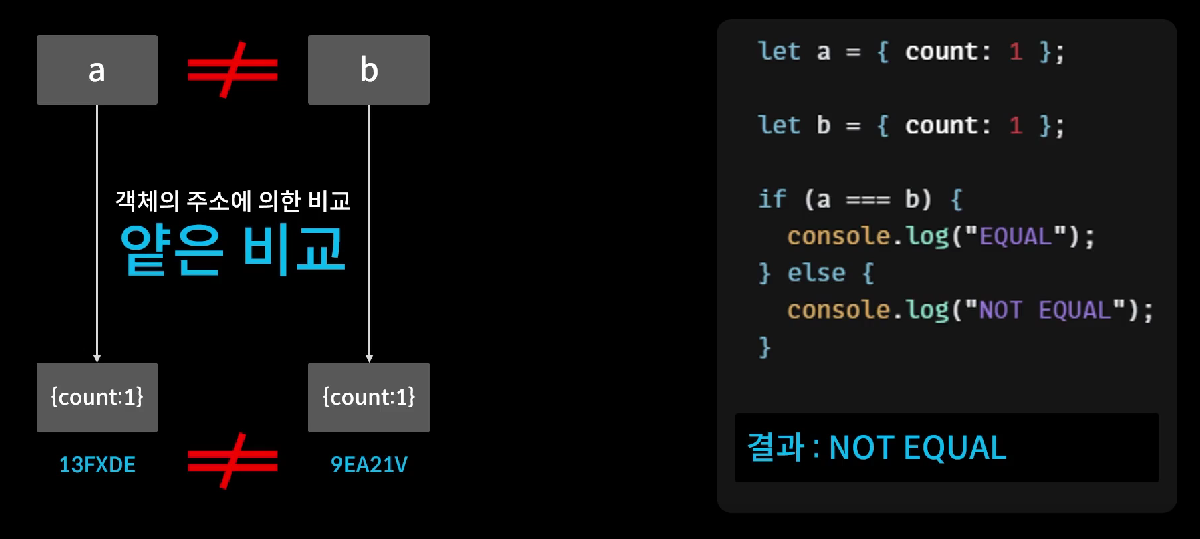 a
b
객체의 주소에 의한 비교
얕은 비교
{count:1}
{count:1}
13FXDE
9EA21V
let a = { count: 1 };
let b = { count: 1 };
if (a === b) {
  console.log("EQUAL");
} else {
  console.log("NOT EQUAL");
}
결과 : NOT EQUAL